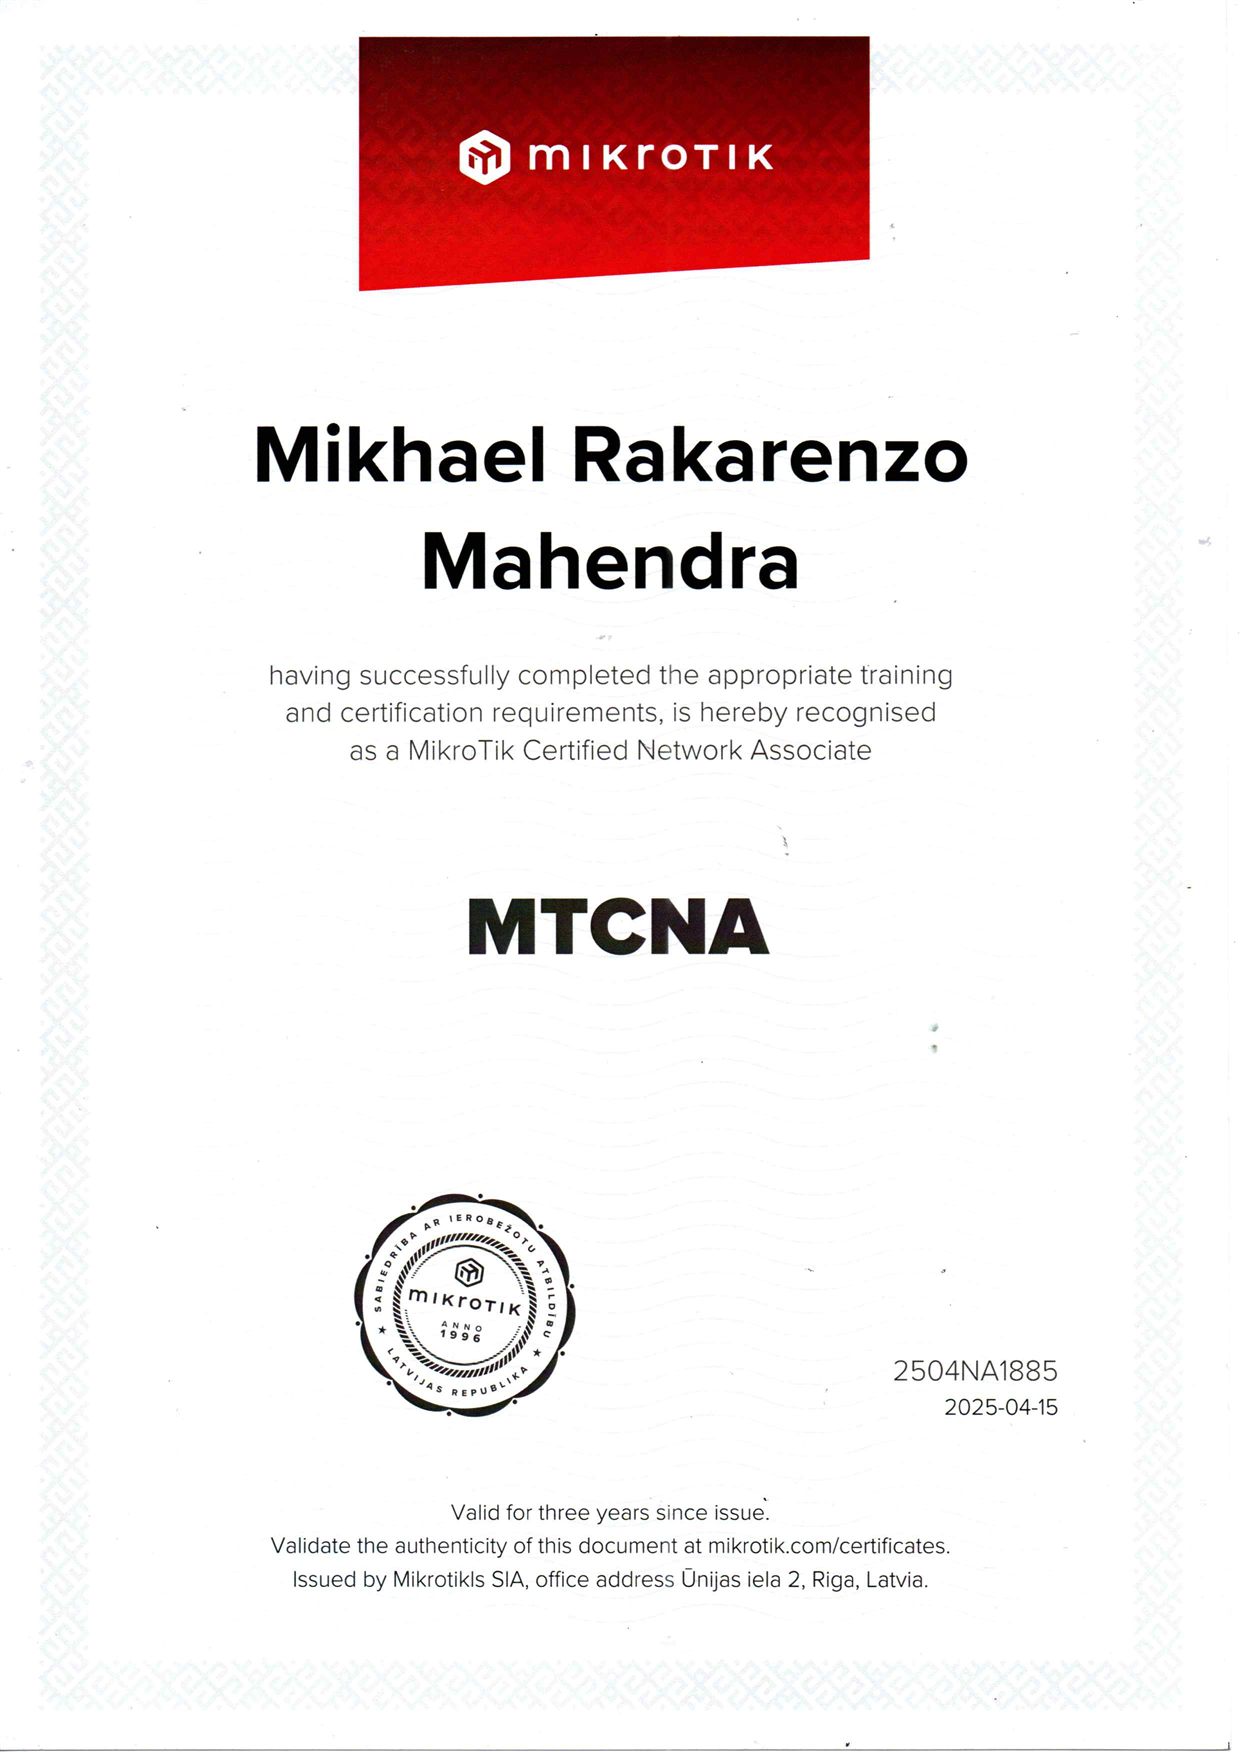 mikrotik
Mikhael Rakarenzo
Mahendra
having successfully completed the appropriate training
and certification requirements, is hereby recognised
as a MikroTik Certified Network Associate
MTCNA
SABIEDRĪBA AR IEROBEŽOTU ATBILDĪBU
mikrotik
ANNO
1996
★ LATVIJAS REPUBLIKA ★
2504NA1885
2025-04-15
Valid for three years since issue.
Validate the authenticity of this document at mikrotik.com/certificates.
Issued by Mikrotikls SIA, office address Ūnijas iela 2, Riga, Latvia.